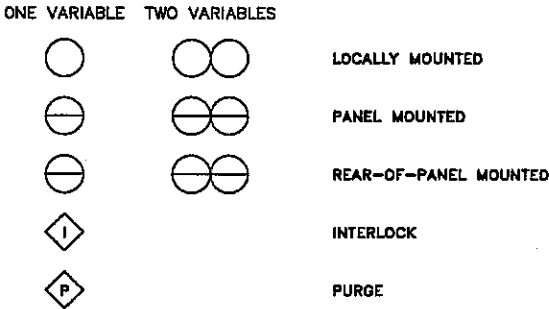 ONE VARIABLE TWO VARIABLES
LOCALLY MOUNTED
PANEL MOUNTED
REAR-OF-PANEL MOUNTED
I INTERLOCK
P PURGE